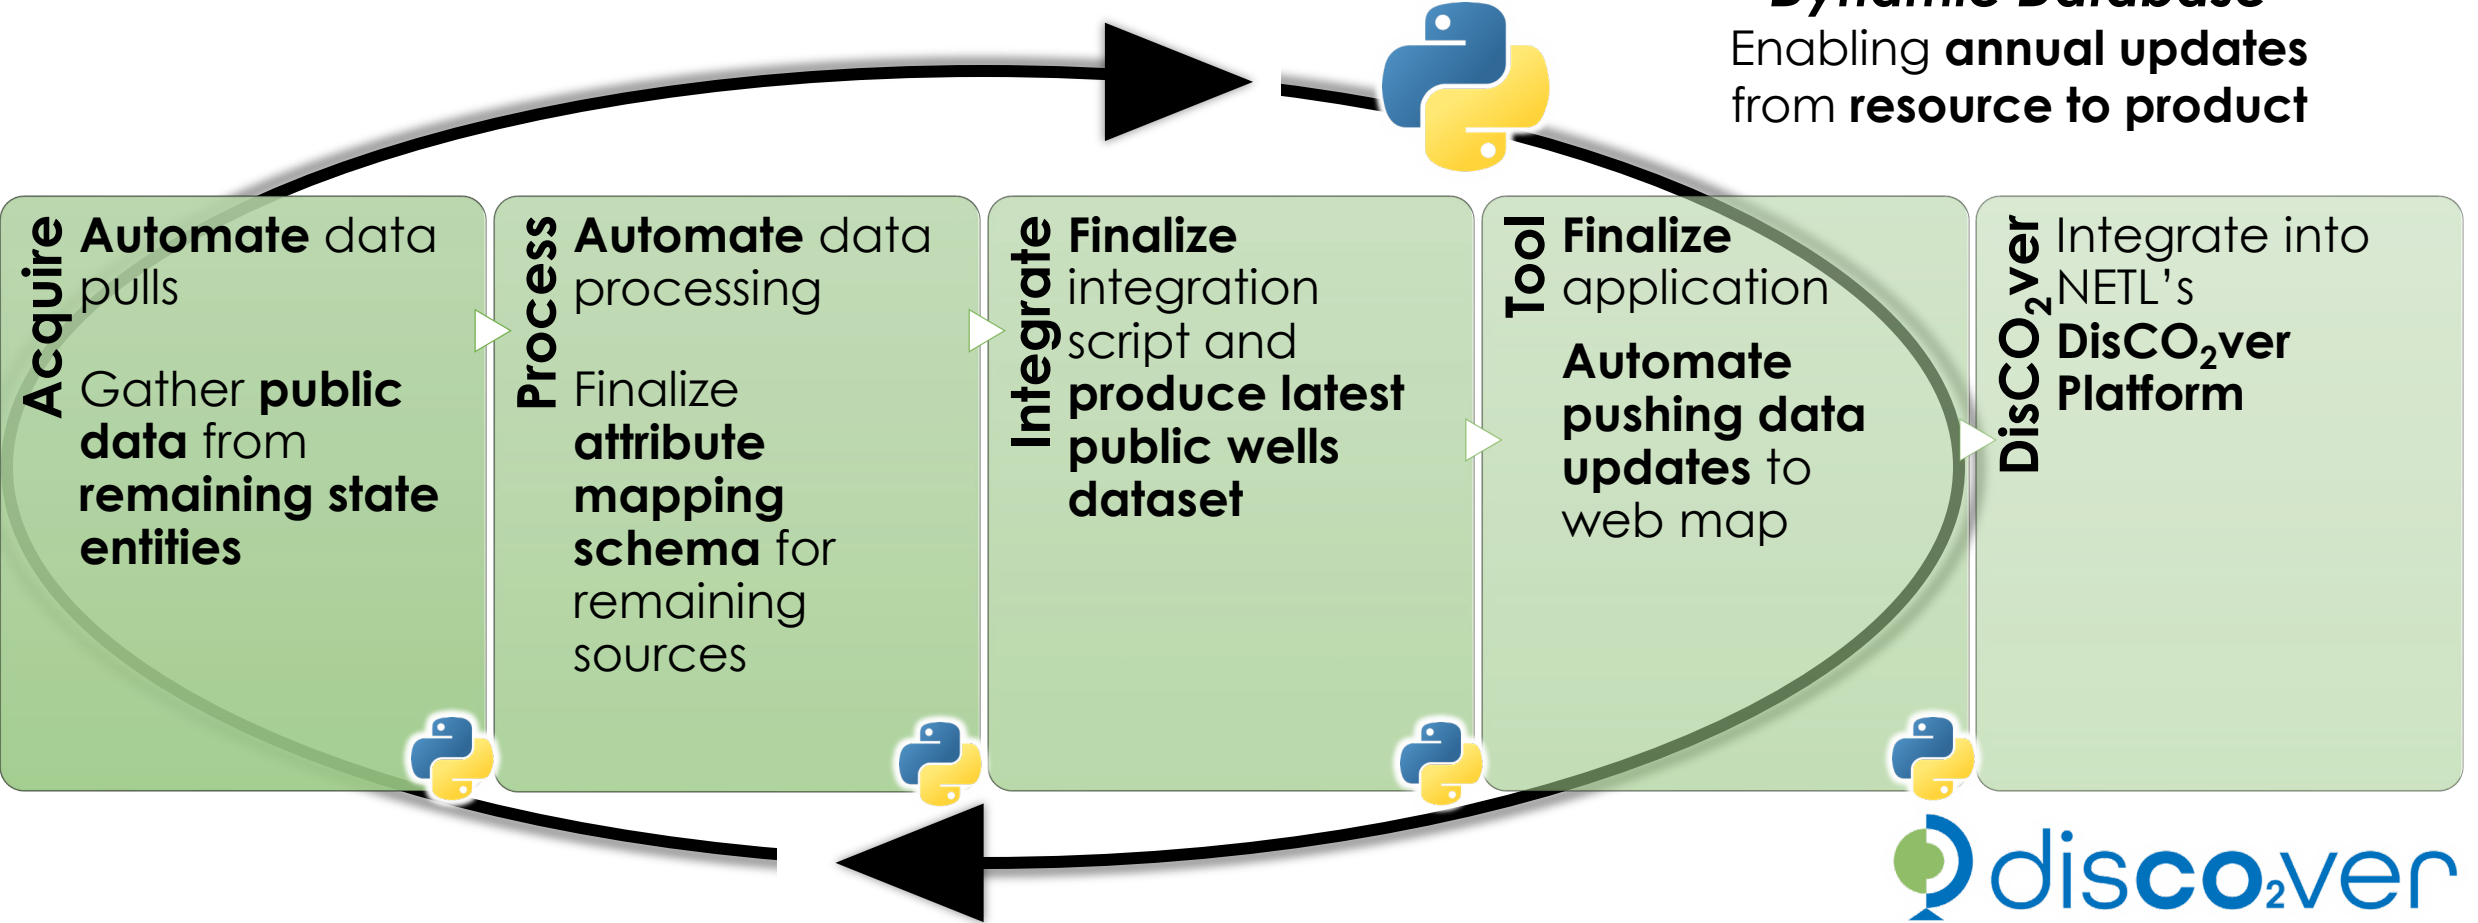 Dynamic Database
Enabling annual updates
from resource to product
Acquire
Automate data
pulls
Gather public
data from
remaining state
entities
Process
Automate data
processing
Finalize
attribute
mapping
schema for
remaining
sources
Integrate
Finalize
integration
script and
produce latest
public wells
dataset
Tool
Finalize
application
Automate
pushing data
updates to
web map
DisCO₂ver
Integrate into
NETL’s
DisCO₂ver
Platform
disco₂ver